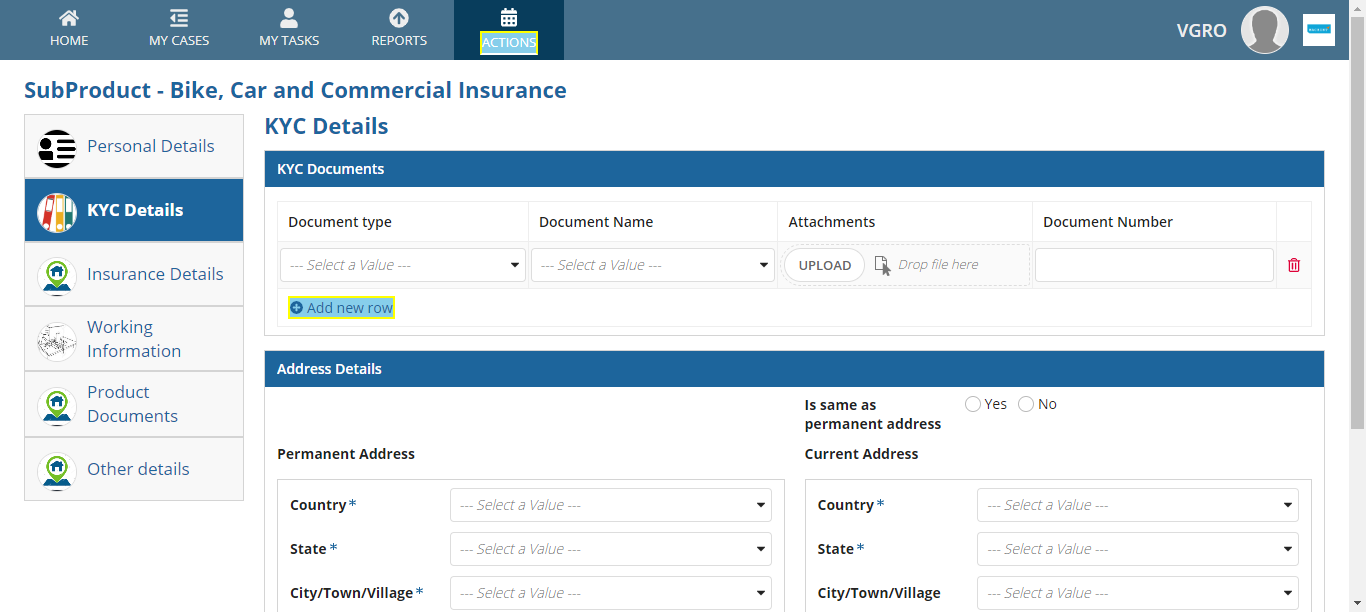 HOME
MY CASES
MY TASKS
REPORTS
ACTIONS
VGRO
SubProduct - Bike, Car and Commercial Insurance
Personal Details
KYC Details
Insurance Details
Working
Information
Product
Documents
Other details
KYC Details
KYC Documents
Document type
Document Name
Attachments
Document Number
--- Select a Value ---
--- Select a Value ---
UPLOAD
Drop file here
Add new row
Address Details
Is same as
permanent address
Yes
No
Permanent Address
Current Address
Country*
--- Select a Value ---
Country*
--- Select a Value ---
State*
--- Select a Value ---
State*
--- Select a Value ---
City/Town/Village*
--- Select a Value ---
City/Town/Village
--- Select a Value ---